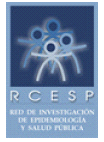 RCESP
RED DE INVESTIGACIÓN
DE EPIDEMIOLOGÍA
Y SALUD PÚBLICA